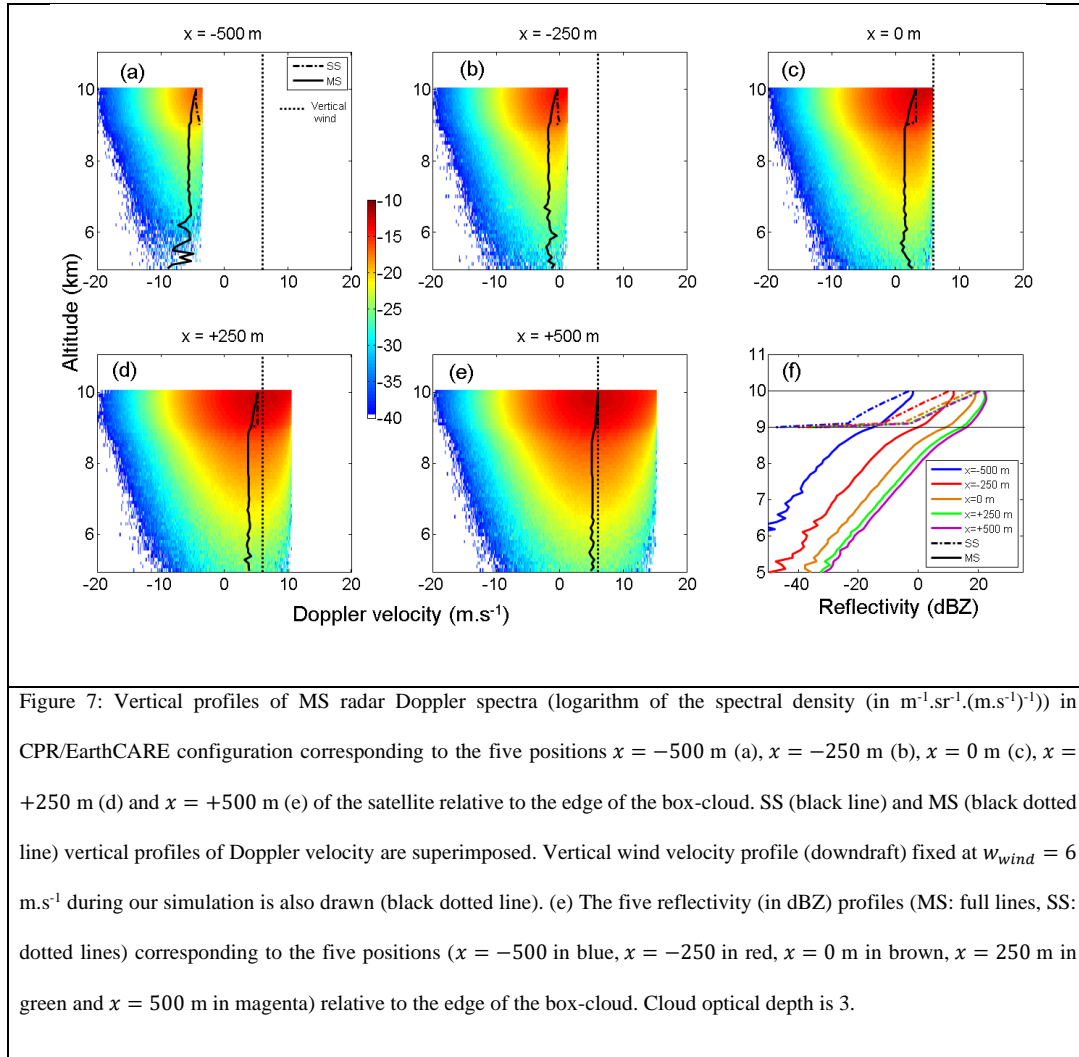 x = -500 m
x = -250 m
x = 0 m
(a)
SS
MS
Vertical
wind
(b)
(c)
10
8
6
-20 -10 0 10 20
10
8
6
-20 -10 0 10 20
10
8
6
-20 -10 0 10 20
-10
-15
-20
-25
-30
-35
-40
Altitude (km)
x = +250 m
x = +500 m
(d)
(e)
(f)
10
8
6
-20 -10 0 10 20
10
8
6
-20 -10 0 10 20
11
10
9
8
7
6
5
-40 -20 0 20
x=-500 m
x=-250 m
x=0 m
x=+250 m
x=+500 m
SS
MS
Doppler velocity (m.s⁻¹)
Reflectivity (dBZ)
Figure 7: Vertical profiles of MS radar Doppler spectra (logarithm of the spectral density (in m⁻¹.sr⁻¹.(m.s⁻¹)⁻¹)) in
CPR/EarthCARE configuration corresponding to the five positions x = −500 m (a), x = −250 m (b), x = 0 m (c), x =
+250 m (d) and x = +500 m (e) of the satellite relative to the edge of the box-cloud. SS (black line) and MS (black dotted
line) vertical profiles of Doppler velocity are superimposed. Vertical wind velocity profile (downdraft) fixed at w_wind = 6
m.s⁻¹ during our simulation is also drawn (black dotted line). (e) The five reflectivity (in dBZ) profiles (MS: full lines, SS:
dotted lines) corresponding to the five positions (x = −500 in blue, x = −250 in red, x = 0 m in brown, x = 250 m in
green and x = 500 m in magenta) relative to the edge of the box-cloud. Cloud optical depth is 3.